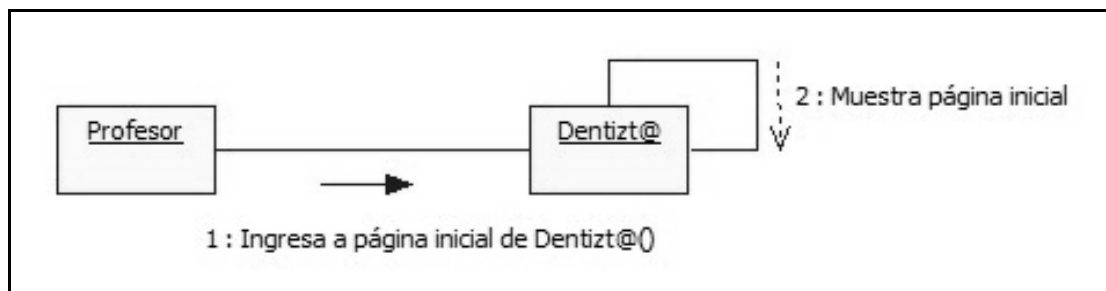 Profesor
Dentizt@
2 : Muestra página inicial
1 : Ingresa a página inicial de Dentizt@()